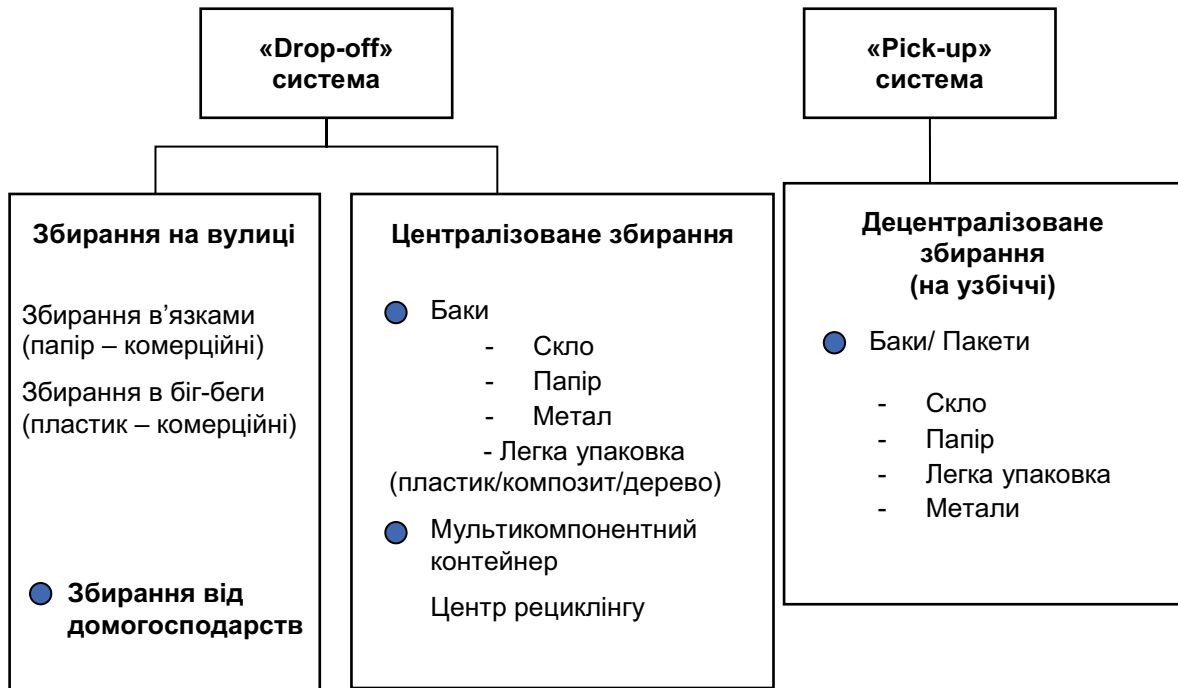 «Drop-off»
система
«Pick-up»
система
Збирання на вулиці
Збирання в’язками
(папір – комерційні)
Збирання в біг-беги
(пластик – комерційні)
Збирання від
домогосподарств
Централізоване збирання
Баки
- Скло
- Папір
- Метал
- Легка упаковка
(пластик/композит/дерево)
Мультикомпонентний
контейнер
Центр рециклінгу
Децентралізоване
збирання
(на узбіччі)
Баки/ Пакети
- Скло
- Папір
- Легка упаковка
- Метали